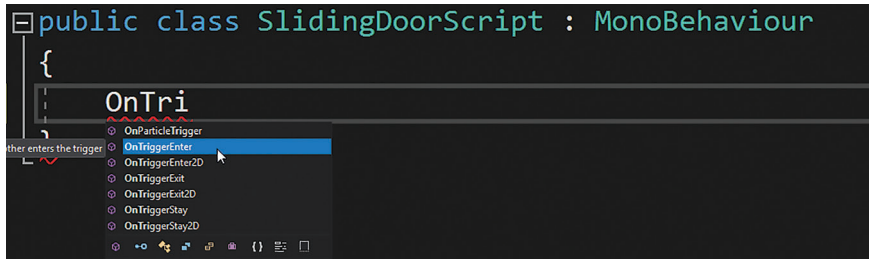 public class SlidingDoorScript : MonoBehaviour
{
OnTri
OnParticleTrigger
other enters the trigger
OnTriggerEnter
OnTriggerEnter2D
OnTriggerExit
OnTriggerExit2D
OnTriggerStay
OnTriggerStay2D